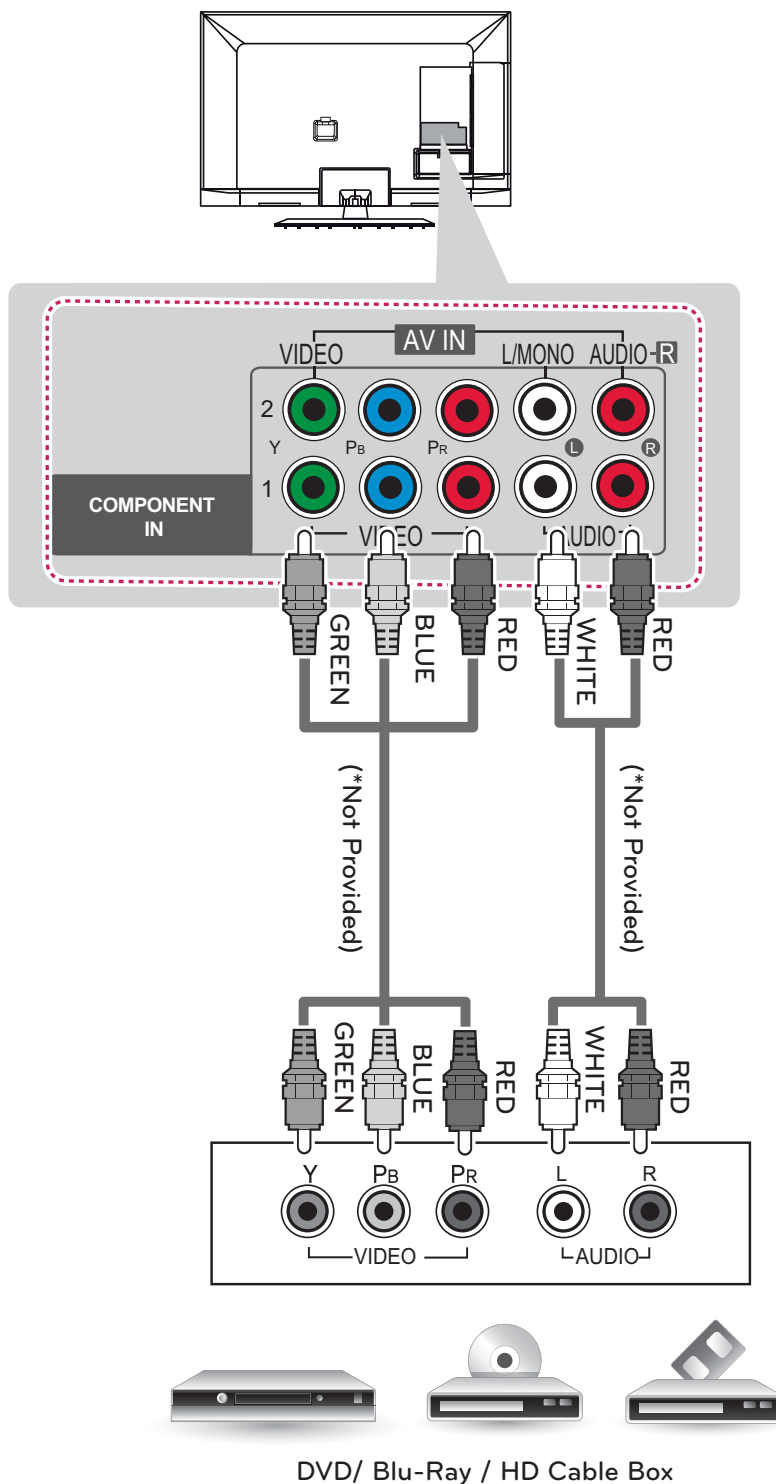 AV IN
VIDEO L/MONO AUDIO R
2
Y PB PR L R
1
COMPONENT
IN
VIDEO AUDIO
GREEN BLUE RED WHITE RED
(*Not Provided) (*Not Provided)
GREEN BLUE RED WHITE RED
Y PB PR L R
VIDEO AUDIO
DVD/ Blu-Ray / HD Cable Box